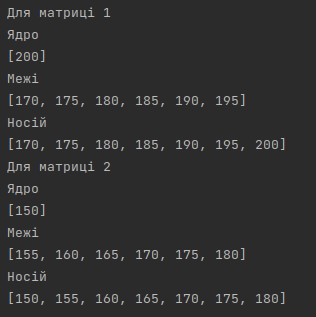 Для матриці 1
Ядро
[200]
Межі
[170, 175, 180, 185, 190, 195]
Носій
[170, 175, 180, 185, 190, 195, 200]
Для матриці 2
Ядро
[150]
Межі
[155, 160, 165, 170, 175, 180]
Носій
[150, 155, 160, 165, 170, 175, 180]